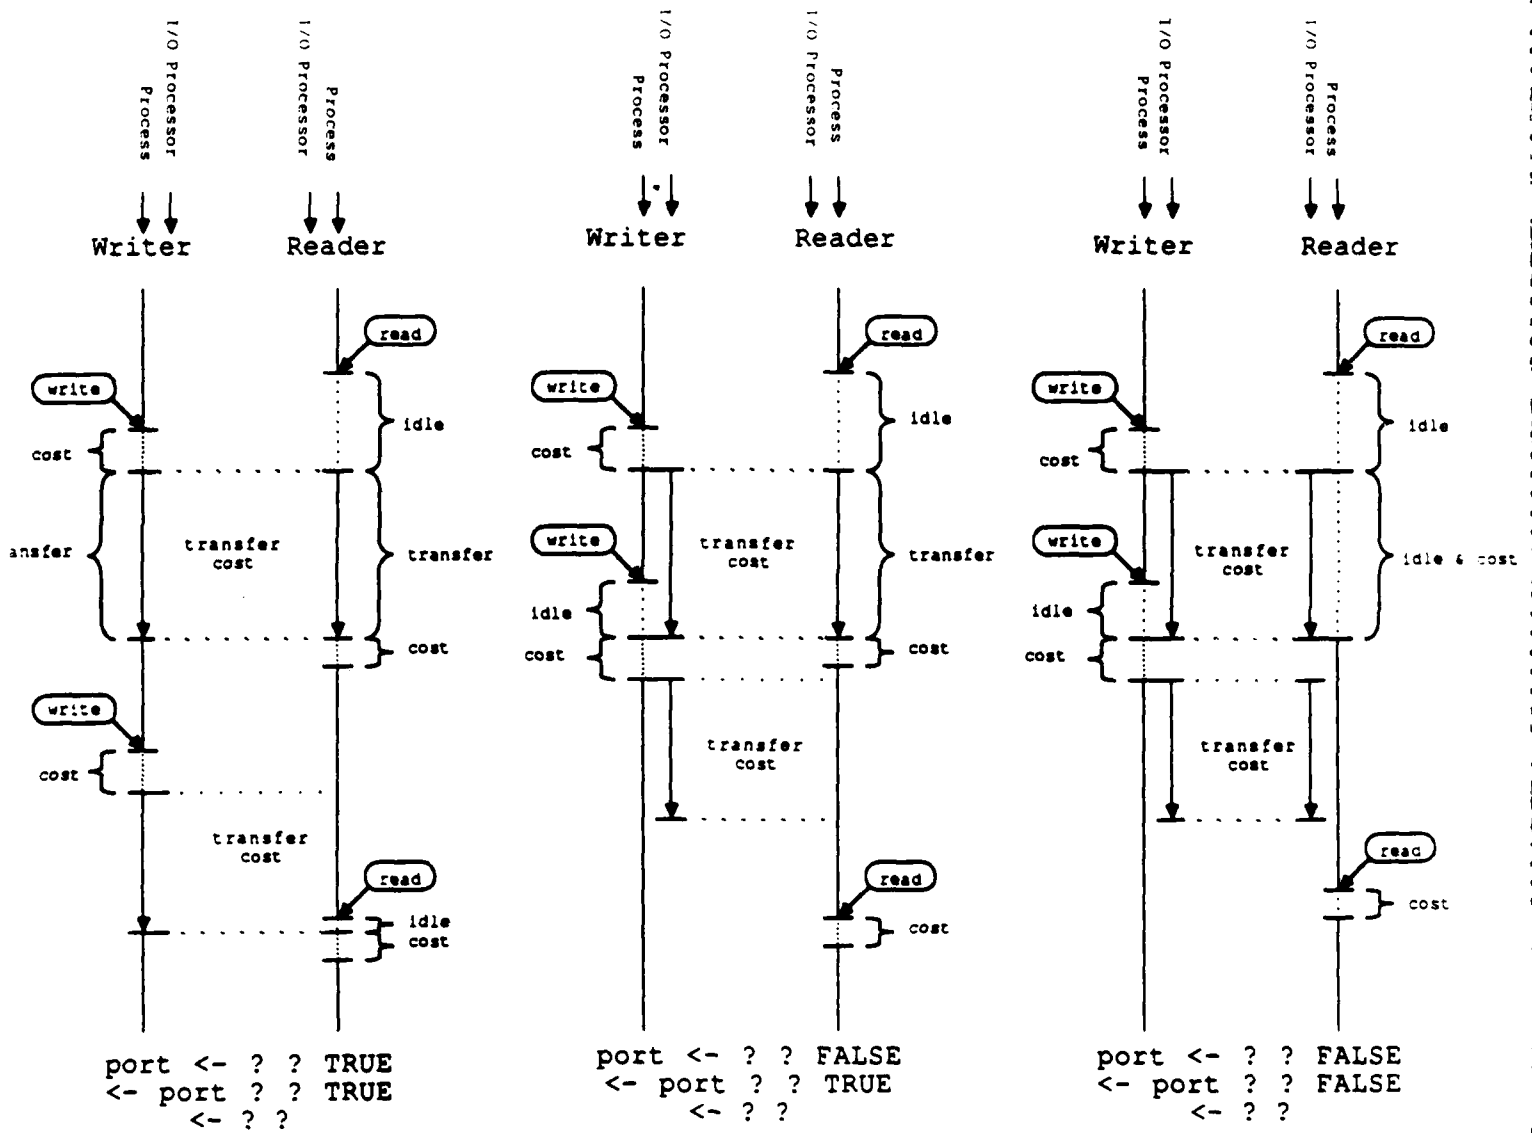 Process
I/O Processor
I/O Processor
Process
Writer
Reader
read
write
idle
cost
ansfer
transfer
cost
transfer
cost
write
cost
transfer
cost
read
idle
cost
port <- ? ? TRUE
<- port ? ? TRUE
<- ? ?
Process
I/O Processor
I/O Processor
Process
Writer
Reader
read
write
idle
cost
write
transfer
cost
transfer
idle
cost
cost
transfer
cost
read
cost
port <- ? ? FALSE
<- port ? ? TRUE
<- ? ?
Process
I/O Processor
I/O Processor
Process
Writer
Reader
read
write
idle
cost
write
transfer
cost
idle & cost
idle
cost
transfer
cost
read
cost
port <- ? ? FALSE
<- port ? ? FALSE
<- ? ?